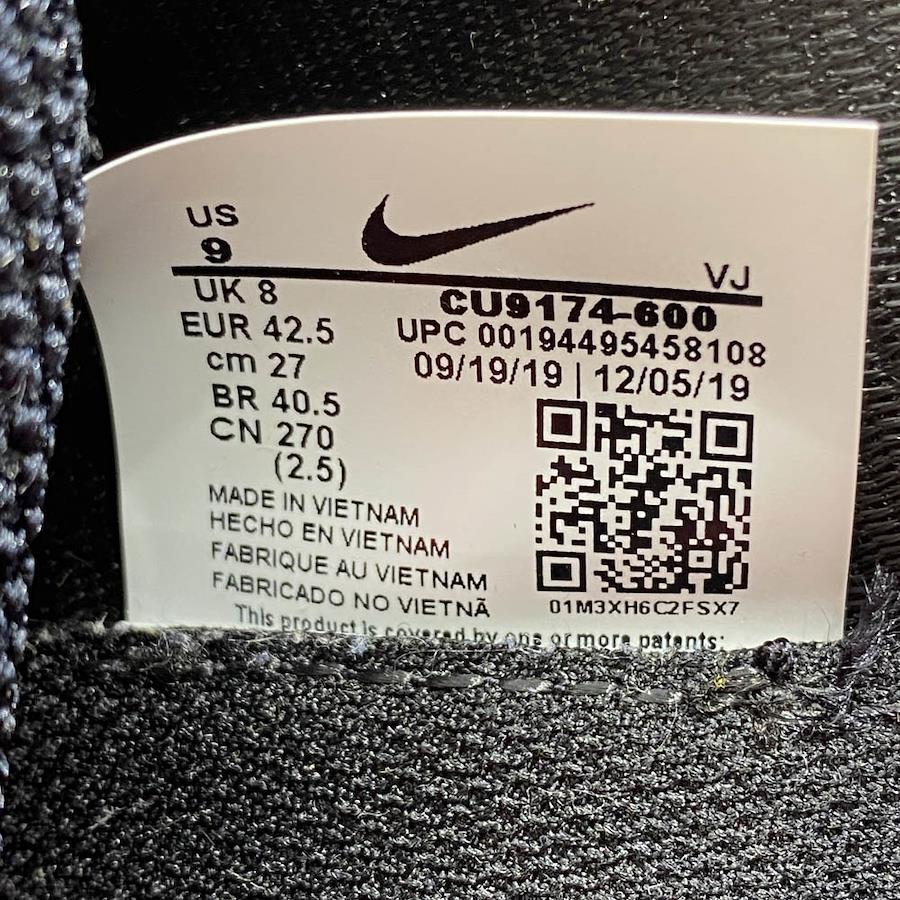 US
9
VJ
UK 8
CU9174-600
EUR 42.5
UPC 00194495458108
cm 27
09/19/19 | 12/05/19
BR 40.5
CN 270
(2.5)
MADE IN VIETNAM
HECHO EN VIETNAM
FABRIQUE AU VIETNAM
FABRICADO NO VIETNÃ
01M3XH6C2FSX7
This product is covered by one or more patents: